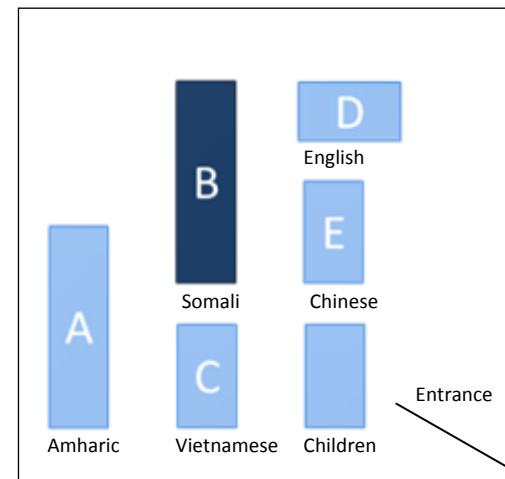 D
English
B
E
Somali
Chinese
A
C
Entrance
Amharic
Vietnamese
Children